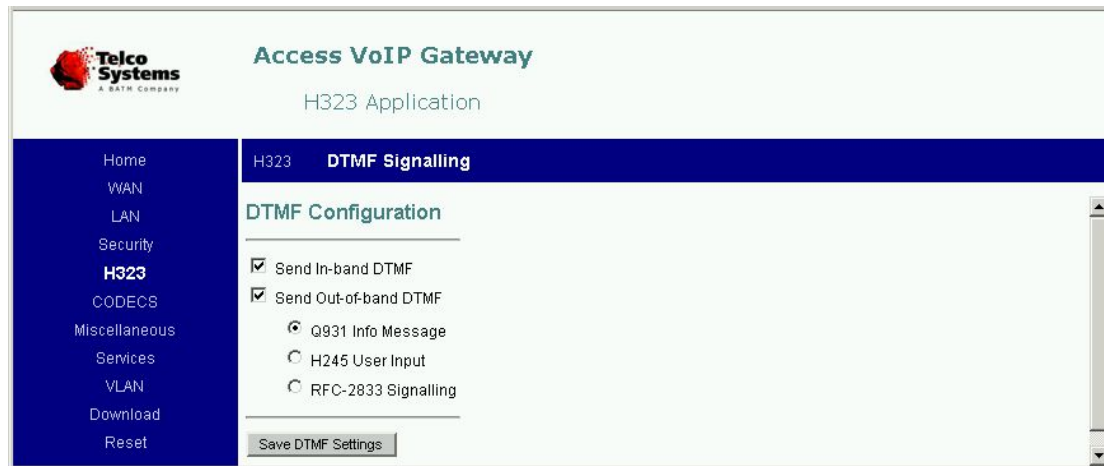 Telco
Systems
A BATM Company
Access VoIP Gateway
H323 Application
Home
WAN
LAN
Security
H323
CODECS
Miscellaneous
Services
VLAN
Download
Reset
H323 DTMF Signalling
DTMF Configuration
Send In-band DTMF
Send Out-of-band DTMF
Q931 Info Message
H245 User Input
RFC-2833 Signalling
Save DTMF Settings